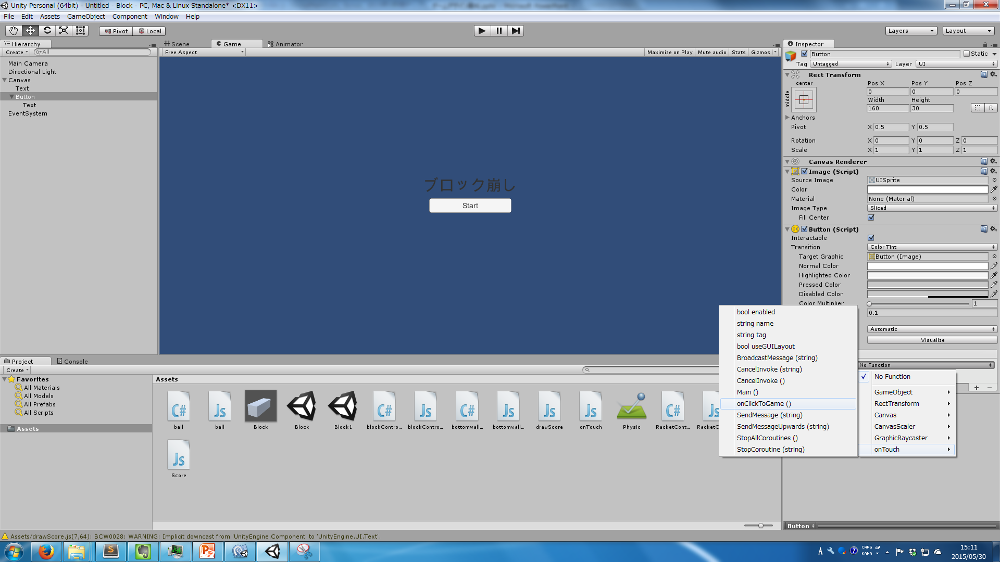 Unity Personal (64bit) - Untitled - Block - PC, Mac & Linux Standalone* <DX11>
File Edit Assets GameObject Component Window Help
Pivot Local Layers Layout
Hierarchy
Create All
Main Camera
Directional Light
Canvas
Text
Button
Text
EventSystem
Scene Game Animator
Free Aspect Maximize on Play Mute audio Stats Gizmos
ブロック崩し
Start
Inspector
Button Static
Tag Untagged Layer UI
Rect Transform
center Pos X Pos Y Pos Z
middle 0 0 0
Width Height
160 30 R
Anchors
Pivot X 0.5 Y 0.5
Rotation X 0 Y 0 Z 0
Scale X 1 Y 1 Z 1
Canvas Renderer
Image (Script)
Source Image UISprite
Color
Material None (Material)
Image Type Sliced
Fill Center
OK Button (Script)
Interactable
Transition Color Tint
Target Graphic Button (Image)
Normal Color
Highlighted Color
Pressed Color
Disabled Color
Color Multiplier 1
0.1
Automatic
Visualize
No Function
bool enabled
string name
string tag
bool useGUILayout
BroadcastMessage (string)
CancelInvoke (string)
CancelInvoke ()
Main ()
onClickToGame ()
SendMessage (string)
SendMessageUpwards (string)
StopAllCoroutines ()
StopCoroutine (string)
No Function
GameObject
RectTransform
Canvas
CanvasScaler
GraphicRaycaster
onTouch
Project Console
Create
Favorites
All Materials
All Models
All Prefabs
All Scripts
Assets
Assets
C# Js C# Js C# Js Js Js C# Js
ball ball Block Block Block1 blockContro... blockContro... bottomwall... bottomwall... drawScore onTouch Physic RacketCont...
Js
Score
Button
Assets/drawScore.js(7,64): BCW0028: WARNING: Implicit downcast from 'UnityEngine.Component' to 'UnityEngine.UI.Text'.
A CAPS KANA 15:11
2015/05/30